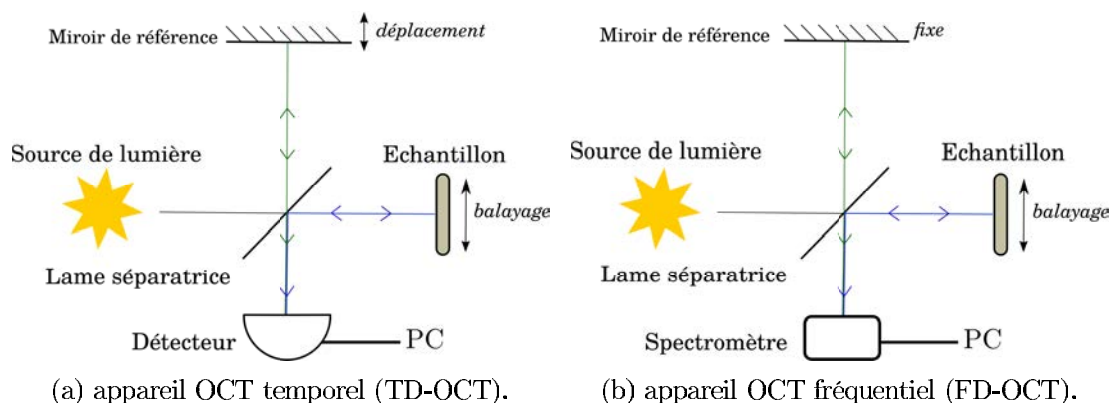 Miroir de référence
déplacement
Source de lumière
Echantillon
balayage
Lame séparatrice
Détecteur
PC
(a) appareil OCT temporel (TD-OCT).
Miroir de référence
fixe
Source de lumière
Echantillon
balayage
Lame séparatrice
Spectromètre
PC
(b) appareil OCT fréquentiel (FD-OCT).